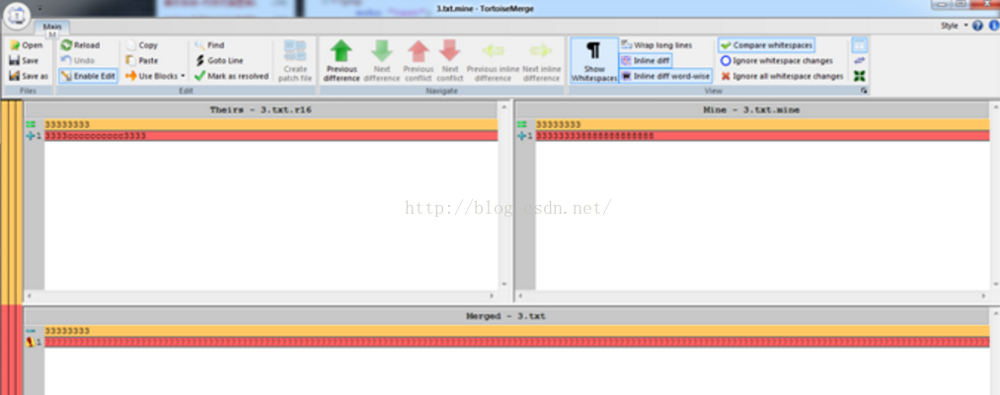 3.txt.mine - TortoiseMerge
Main
M
Style
Open
Save
Save as
Files
Reload
Undo
Enable Edit
Copy
Paste
Use Blocks
Find
Goto Line
Mark as resolved
Create patch file
Edit
Previous difference
Next difference
Previous conflict
Next conflict
Previous inline difference
Next inline difference
Navigate
Show Whitespaces
Wrap long lines
Inline diff
Inline diff word-wise
Compare whitespaces
Ignore whitespace changes
Ignore all whitespace changes
View
Theirs - 3.txt.r16
33333333
1
Mine - 3.txt.mine
33333333
1
http://blog.csdn.net/
Merged - 3.txt
33333333
1